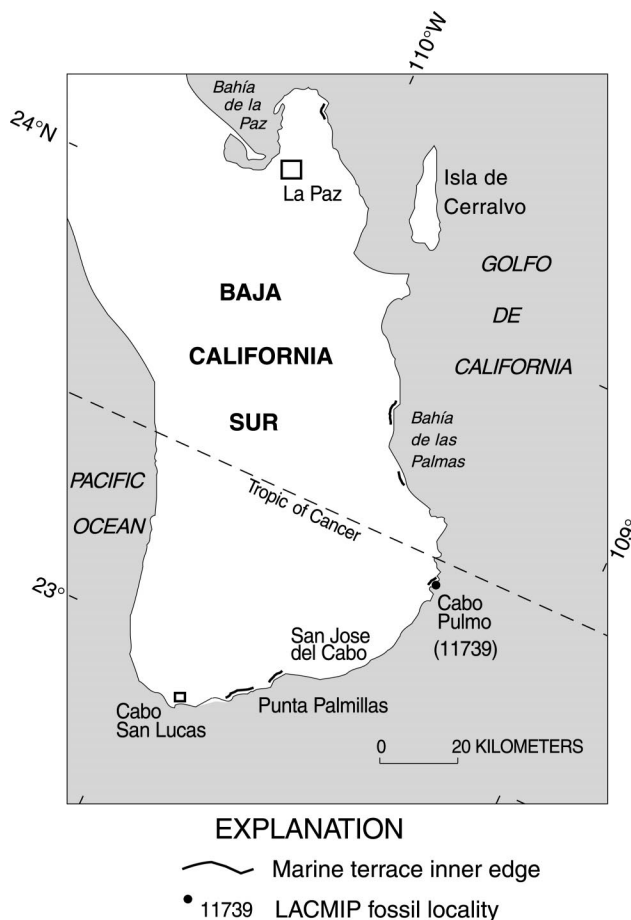 110°W
24°N
Bahía
de la
Paz
La Paz
Isla de
Cerralvo
GOLFO
DE
CALIFORNIA
BAJA
CALIFORNIA
SUR
Bahía
de las
Palmas
PACIFIC
OCEAN
Tropic of Cancer
109°
23°
Cabo
Pulmo
(11739)
San Jose
del Cabo
Punta Palmillas
Cabo
San Lucas
0 20 KILOMETERS
EXPLANATION
Marine terrace inner edge
11739 LACMIP fossil locality